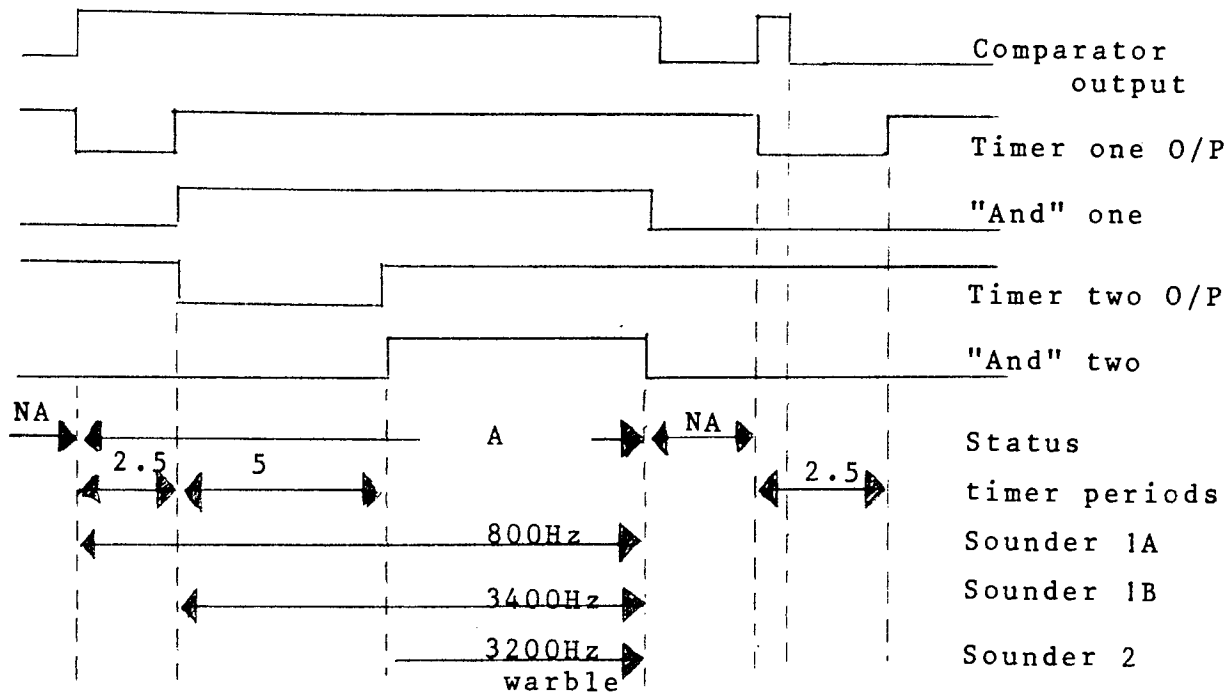 Comparator
output
Timer one O/P
"And" one
Timer two O/P
"And" two
NA A NA Status
2.5 5 2.5 timer periods
800Hz Sounder 1A
3400Hz Sounder 1B
3200Hz Sounder 2
warble